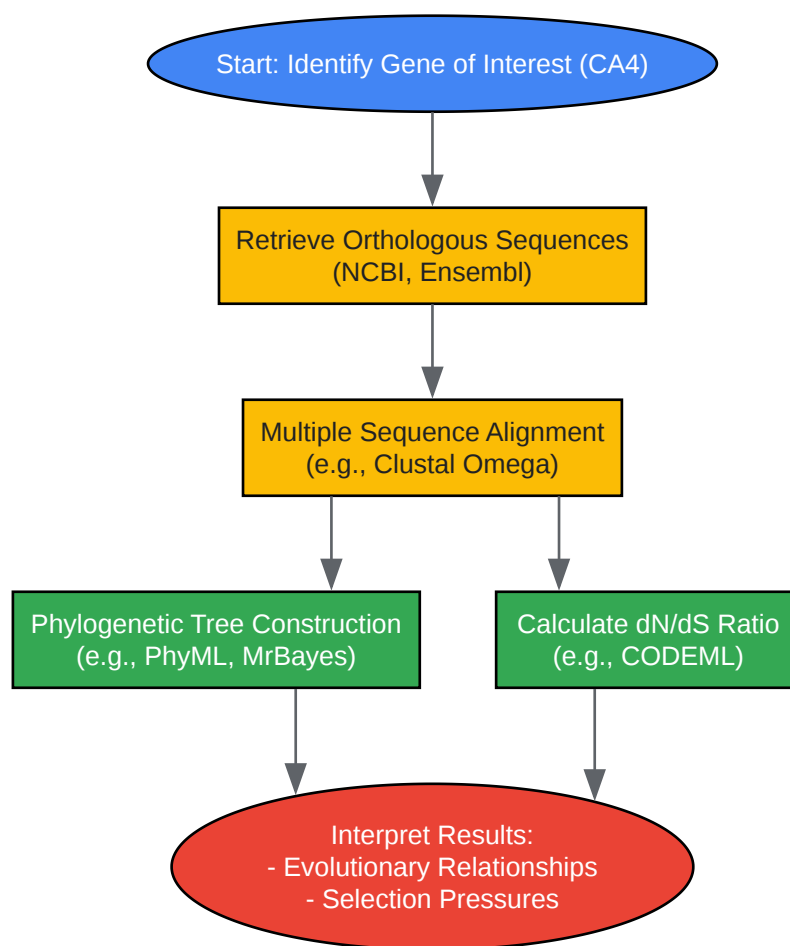 Start: Identify Gene of Interest (CA4)
Retrieve Orthologous Sequences
(NCBI, Ensembl)
Multiple Sequence Alignment
(e.g., Clustal Omega)
Phylogenetic Tree Construction
(e.g., PhyML, MrBayes)
Calculate dN/dS Ratio
(e.g., CODEML)
Interpret Results:
- Evolutionary Relationships
- Selection Pressures